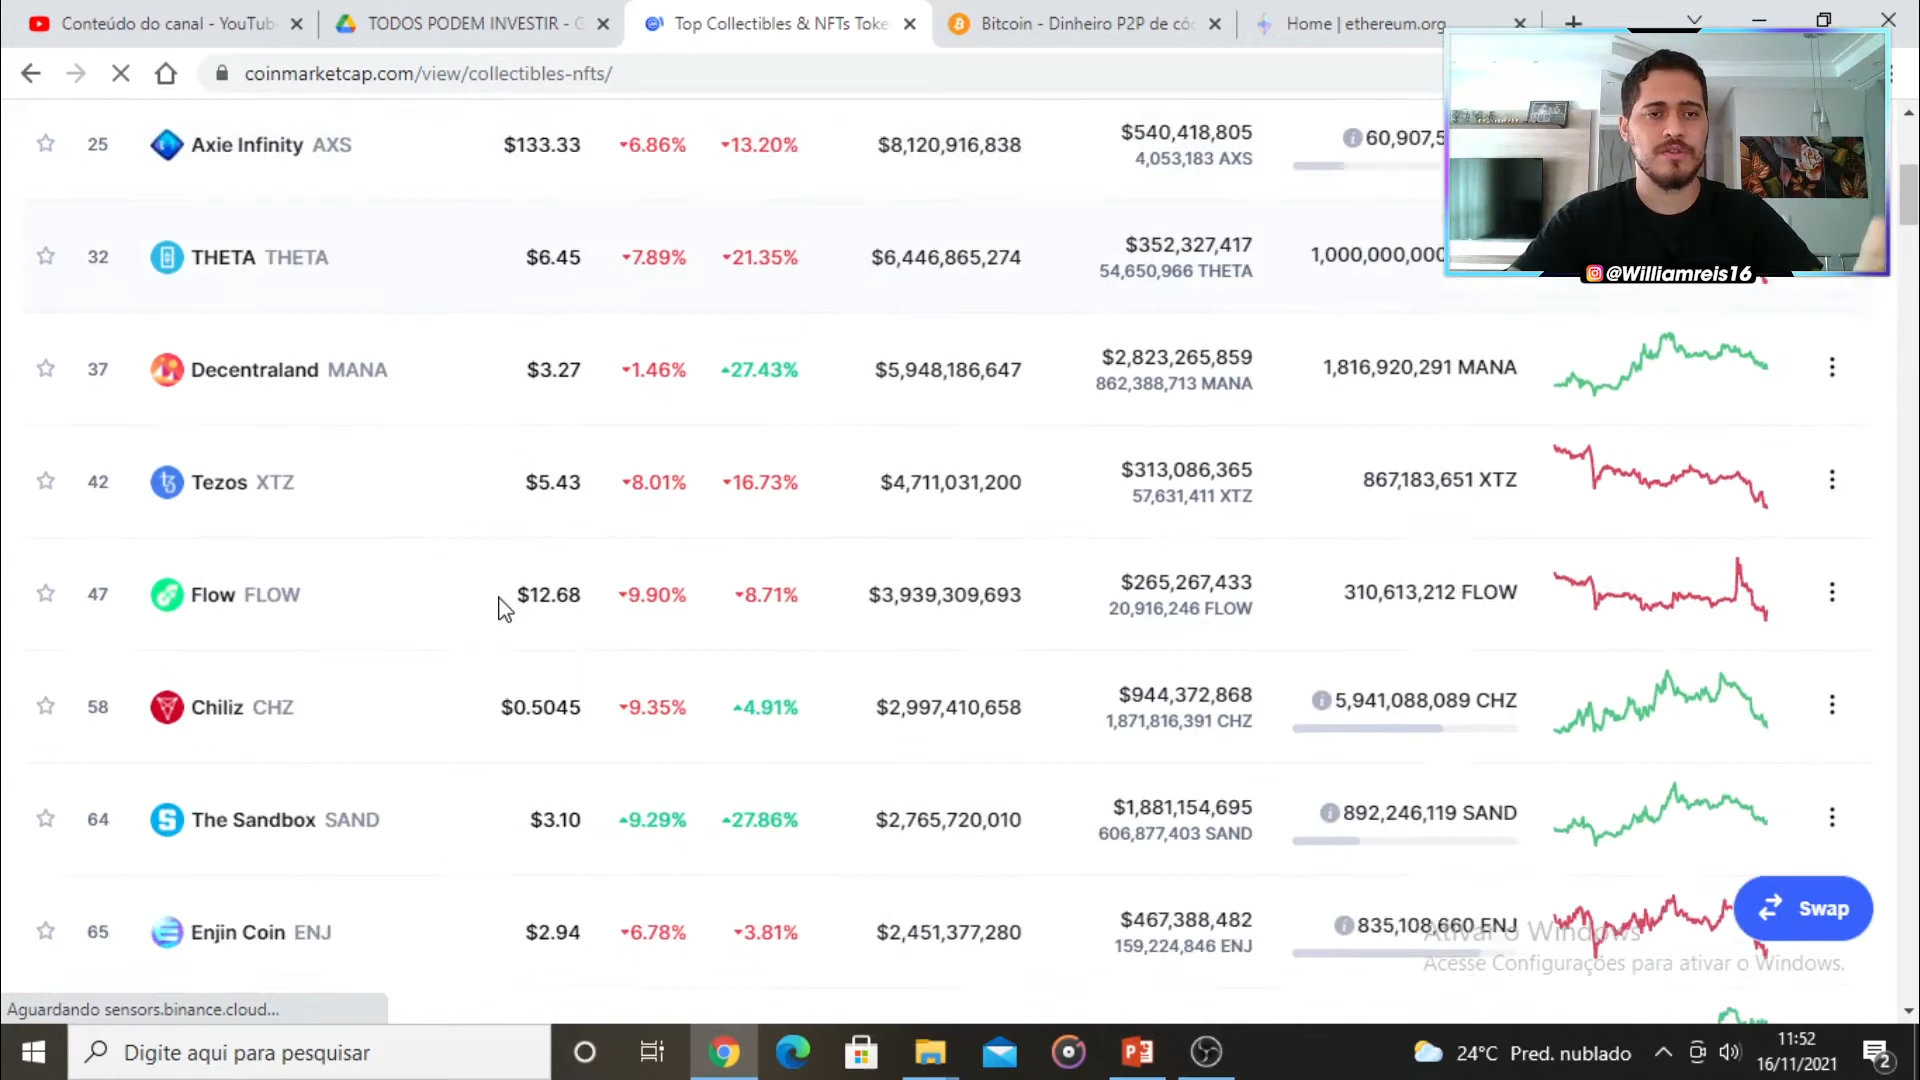 Conteúdo do canal - YouTub
TODOS PODEM INVESTIR - G
Top Collectibles & NFTs Toke
Bitcoin - Dinheiro P2P de có
Home | ethereum.org
coinmarketcap.com/view/collectibles-nfts/
25 Axie Infinity AXS $133.33 6.86% 13.20% $8,120,916,838 $540,418,805 60,907,5
4,053,183 AXS
32 THETA THETA $6.45 7.89% 21.35% $6,446,865,274 $352,327,417 1,000,000,000
54,650,966 THETA
@Williamreis16
37 Decentraland MANA $3.27 1.46% 27.43% $5,948,186,647 $2,823,265,859 1,816,920,291 MANA
862,388,713 MANA
42 Tezos XTZ $5.43 8.01% 16.73% $4,711,031,200 $313,086,365 867,183,651 XTZ
57,631,411 XTZ
47 Flow FLOW $12.68 9.90% 8.71% $3,939,309,693 $265,267,433 310,613,212 FLOW
20,916,246 FLOW
58 Chiliz CHZ $0.5045 9.35% 4.91% $2,997,410,658 $944,372,868 5,941,088,089 CHZ
1,871,816,391 CHZ
64 The Sandbox SAND $3.10 9.29% 27.86% $2,765,720,010 $1,881,154,695 892,246,119 SAND
606,877,403 SAND
Swap
65 Enjin Coin ENJ $2.94 6.78% 3.81% $2,451,377,280 $467,388,482 835,108,660 ENJ
159,224,846 ENJ
Ativar o Windows
Acesse Configurações para ativar o Windows.
Aguardando sensors.binance.cloud...
Digite aqui para pesquisar
24°C Pred. nublado
11:52
16/11/2021
2